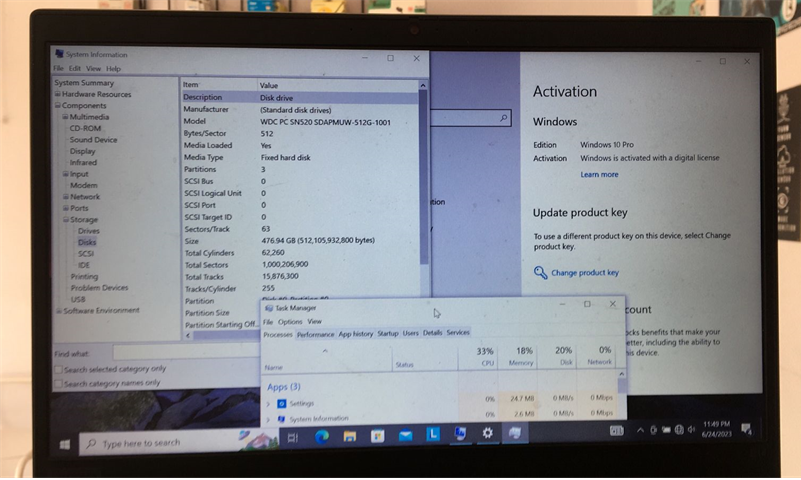 System Information
File Edit View Help
System Summary
Hardware Resources
Components
Multimedia
CD-ROM
Sound Device
Display
Infrared
Input
Modem
Network
Ports
Storage
Drives
Disks
SCSI
IDE
Printing
Problem Devices
USB
Software Environment
Item Value
Description Disk drive
Manufacturer (Standard disk drives)
Model WDC PC SN520 SDAPMUW-512G-1001
Bytes/Sector 512
Media Loaded Yes
Media Type Fixed hard disk
Partitions 3
SCSI Bus 0
SCSI Logical Unit 0
SCSI Port 0
SCSI Target ID 0
Sectors/Track 63
Size 476.94 GB (512,105,932,800 bytes)
Total Cylinders 62,260
Total Sectors 1,000,206,900
Total Tracks 15,876,300
Tracks/Cylinder 255
Partition
Partition Size
Partition Starting Off...
Find what:
Search selected category only
Search category names only
Activation
Windows
Edition Windows 10 Pro
Activation Windows is activated with a digital license
Learn more
Update product key
To use a different product key on this device, select Change
product key.
Change product key
count
cks benefits that make your
etter, including the ability to
is device.
Task Manager
File Options View
Processes Performance App history Startup Users Details Services
33% 18% 20% 0%
Name Status CPU Memory Disk Network
Apps (3)
Settings 0% 24.7 MB 0 MB/s 0 Mbps
System Information 0% 2.6 MB 0 MB/s 0 Mbps
Type here to search
11:49 PM
6/24/2023